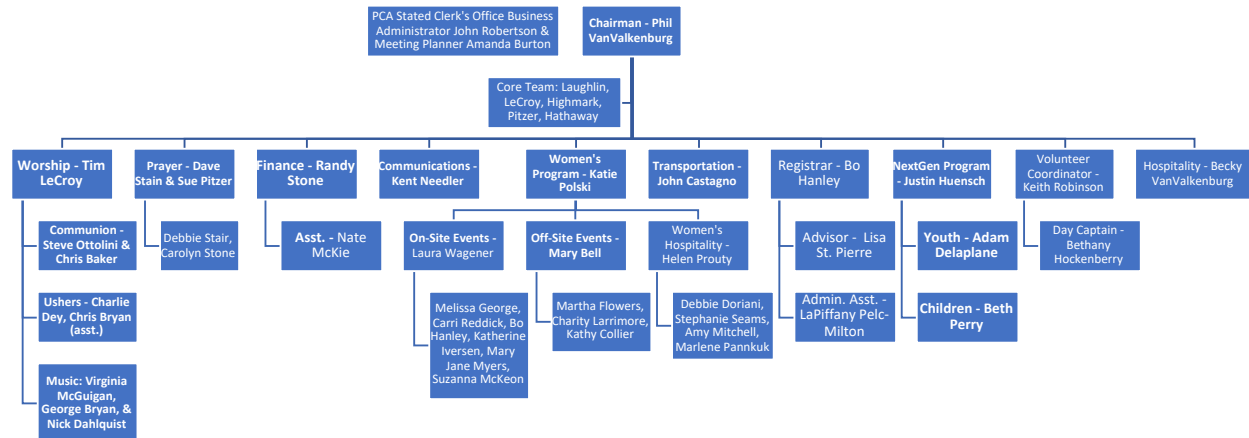 PCA Stated Clerk's Office Business
Administrator John Robertson &
Meeting Planner Amanda Burton
Chairman - Phil
VanValkenburg
Core Team: Laughlin,
LeCroy, Highmark,
Pitzer, Hathaway
Worship - Tim
LeCroy
Prayer - Dave
Stain & Sue Pitzer
Finance - Randy
Stone
Communications -
Kent Needler
Women's
Program - Katie
Polski
Transportation -
John Castagno
Registrar - Bo
Hanley
NextGen Program
- Justin Huensch
Volunteer
Coordinator -
Keith Robinson
Hospitality - Becky
VanValkenburg
Communion -
Steve Ottolini &
Chris Baker
Ushers - Charlie
Dey, Chris Bryan
(asst.)
Music: Virginia
McGuigan,
George Bryan, &
Nick Dahlquist
Debbie Stair,
Carolyn Stone
Asst. - Nate
McKie
On-Site Events -
Laura Wagener
Melissa George,
Carri Reddick, Bo
Hanley, Katherine
Iversen, Mary
Jane Myers,
Suzanna McKeon
Off-Site Events -
Mary Bell
Martha Flowers,
Charity Larrimore,
Kathy Collier
Women's
Hospitality -
Helen Prouty
Debbie Doriani,
Stephanie Seams,
Amy Mitchell,
Marlene Pannkuk
Advisor - Lisa
St. Pierre
Admin. Asst. -
LaPiffany Pelc-
Milton
Youth - Adam
Delaplane
Children - Beth
Perry
Day Captain -
Bethany
Hockenberry